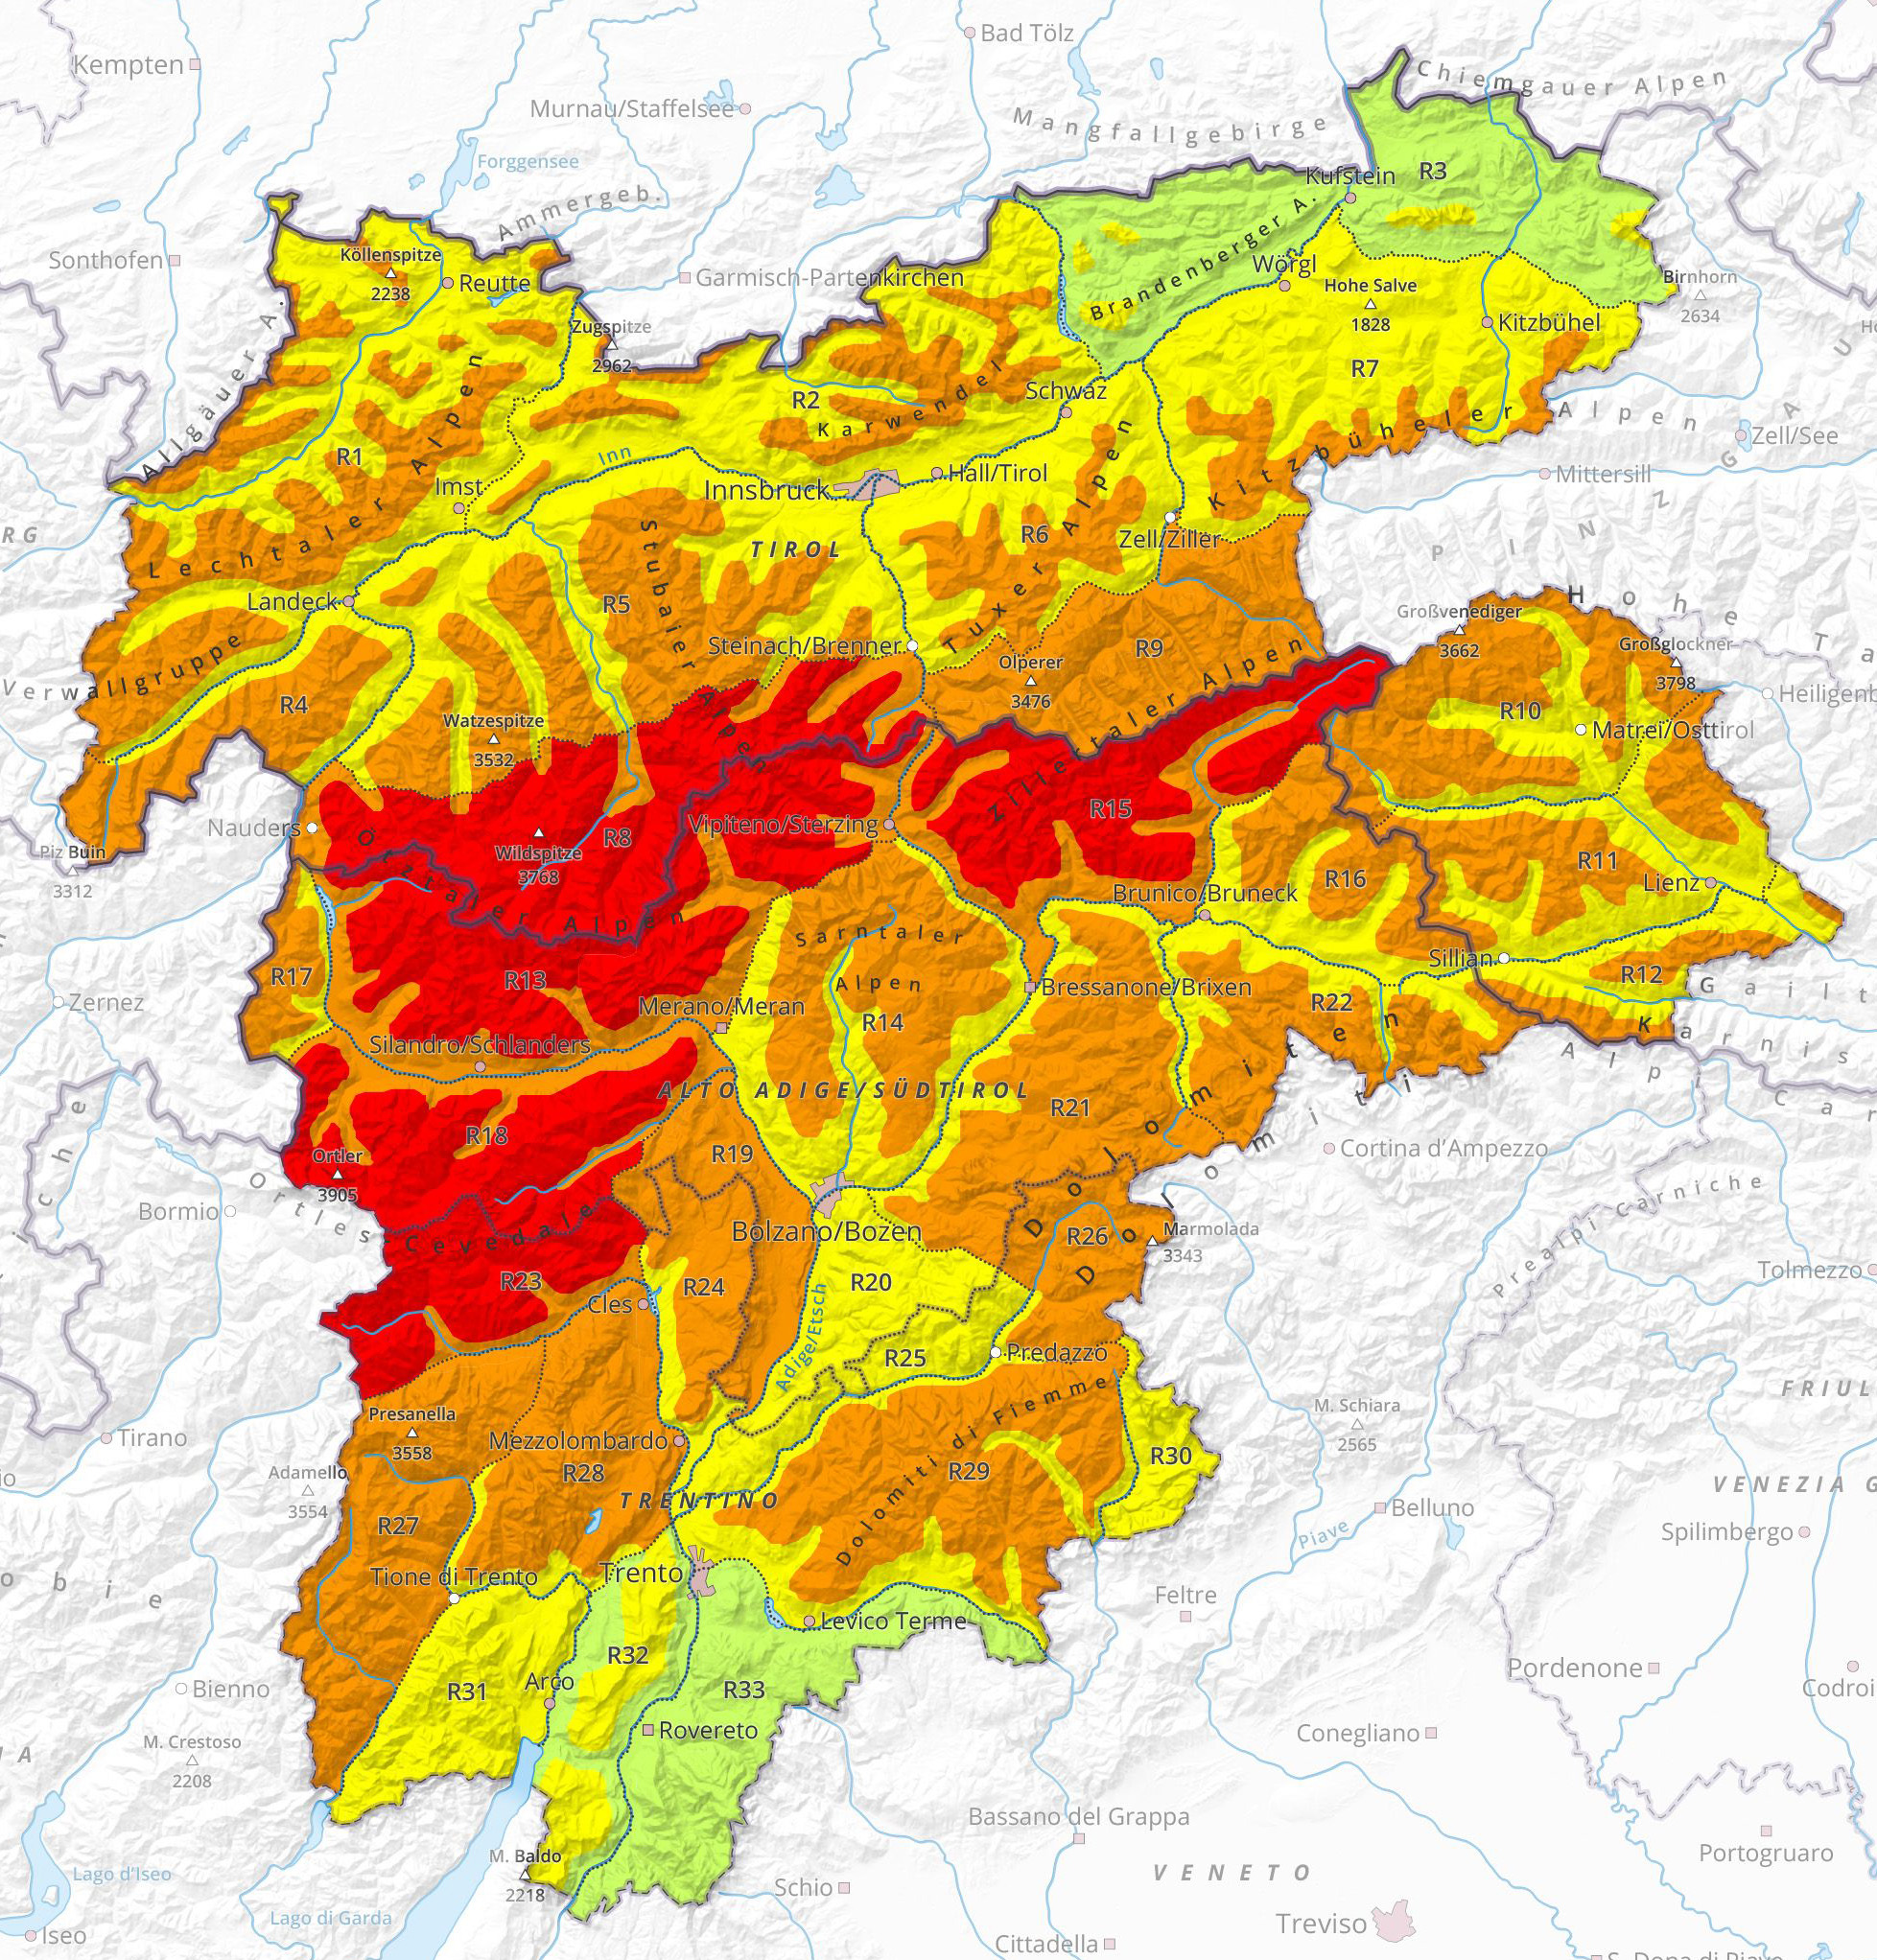 Bad Tölz
Kempten
Chiemgauer Alpen
Murnau/Staffelsee
Mangfallgebirge
Forggensee
Kufstein
R3
Ammergeb.
Köllenspitze
2238
Reutte
Sonthofen
Garmisch-Partenkirchen
Brandenberger A.
Wörgl
Hohe Salve
1828
Birnhorn
2634
Zugspitze
2962
Kitzbühel
Allgäuer A.
R2
Karwendel
Schwaz
R7
Kitzbüheler Alpen
Zell/See
R1
Lechtaler Alpen
Imst
Inn
Innsbruck
Hall/Tirol
Mittersill
Stubaier Alpen
TIROL
R6
Tuxer Alpen
Zell/Ziller
PINZGAU
Landeck
R5
Steinach/Brenner
Olperer
3476
R9
Großvenediger
3662
Hohe Ta
Großglockner
3798
Verwallgruppe
R4
Watzespitze
3532
Zillertaler Alpen
R10
Matrei/Osttirol
Heiligenb
Nauders
Piz Buin
3312
Ötztaler Alpen
Wildspitze
3768
R8
Vipiteno/Sterzing
R15
R16
R11
Lienz
Brunico/Bruneck
Sarntaler
Alpen
R17
R13
Zernez
Merano/Meran
R14
Bressanone/Brixen
R22
Sillian
R12
Gailt
Karnis
Alpi
Car
Silandro/Schlanders
ALTO ADIGE/SÜDTIROL
R21
Dolomiten
Dolomiti
R18
Ortler
3905
R19
Cortina d’Ampezzo
Bormio
Ortles
Cevedale
Bolzano/Bozen
R26
Marmolada
3343
Prealpi Carniche
Tolmezzo
R23
Cles
R24
R20
Adige/Etsch
R25
Predazzo
Presanella
3558
Tirano
Mezzolombardo
Dolomiti di Fiemme
M. Schiara
2565
FRIUL
Adamello
3554
R28
TRENTINO
R29
R30
VENEZIA G
Belluno
Piave
Spilimbergo
R27
Tione di Trento
Trento
Feltre
obie
Levico Terme
R32
R31
Arco
R33
Bienno
Rovereto
Pordenone
Codroi
M. Crestoso
2208
Conegliano
Bassano del Grappa
Portogruaro
M. Baldo
2218
Lago d’Iseo
VENETO
Schio
Lago di Garda
Treviso
Iseo
Cittadella
S. Donà di Piave